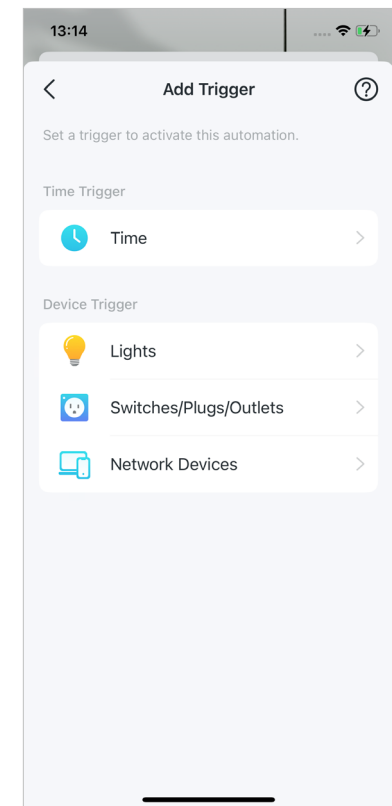 13:14
Add Trigger
Set a trigger to activate this automation.
Time Trigger
Time
Device Trigger
Lights
Switches/Plugs/Outlets
Network Devices